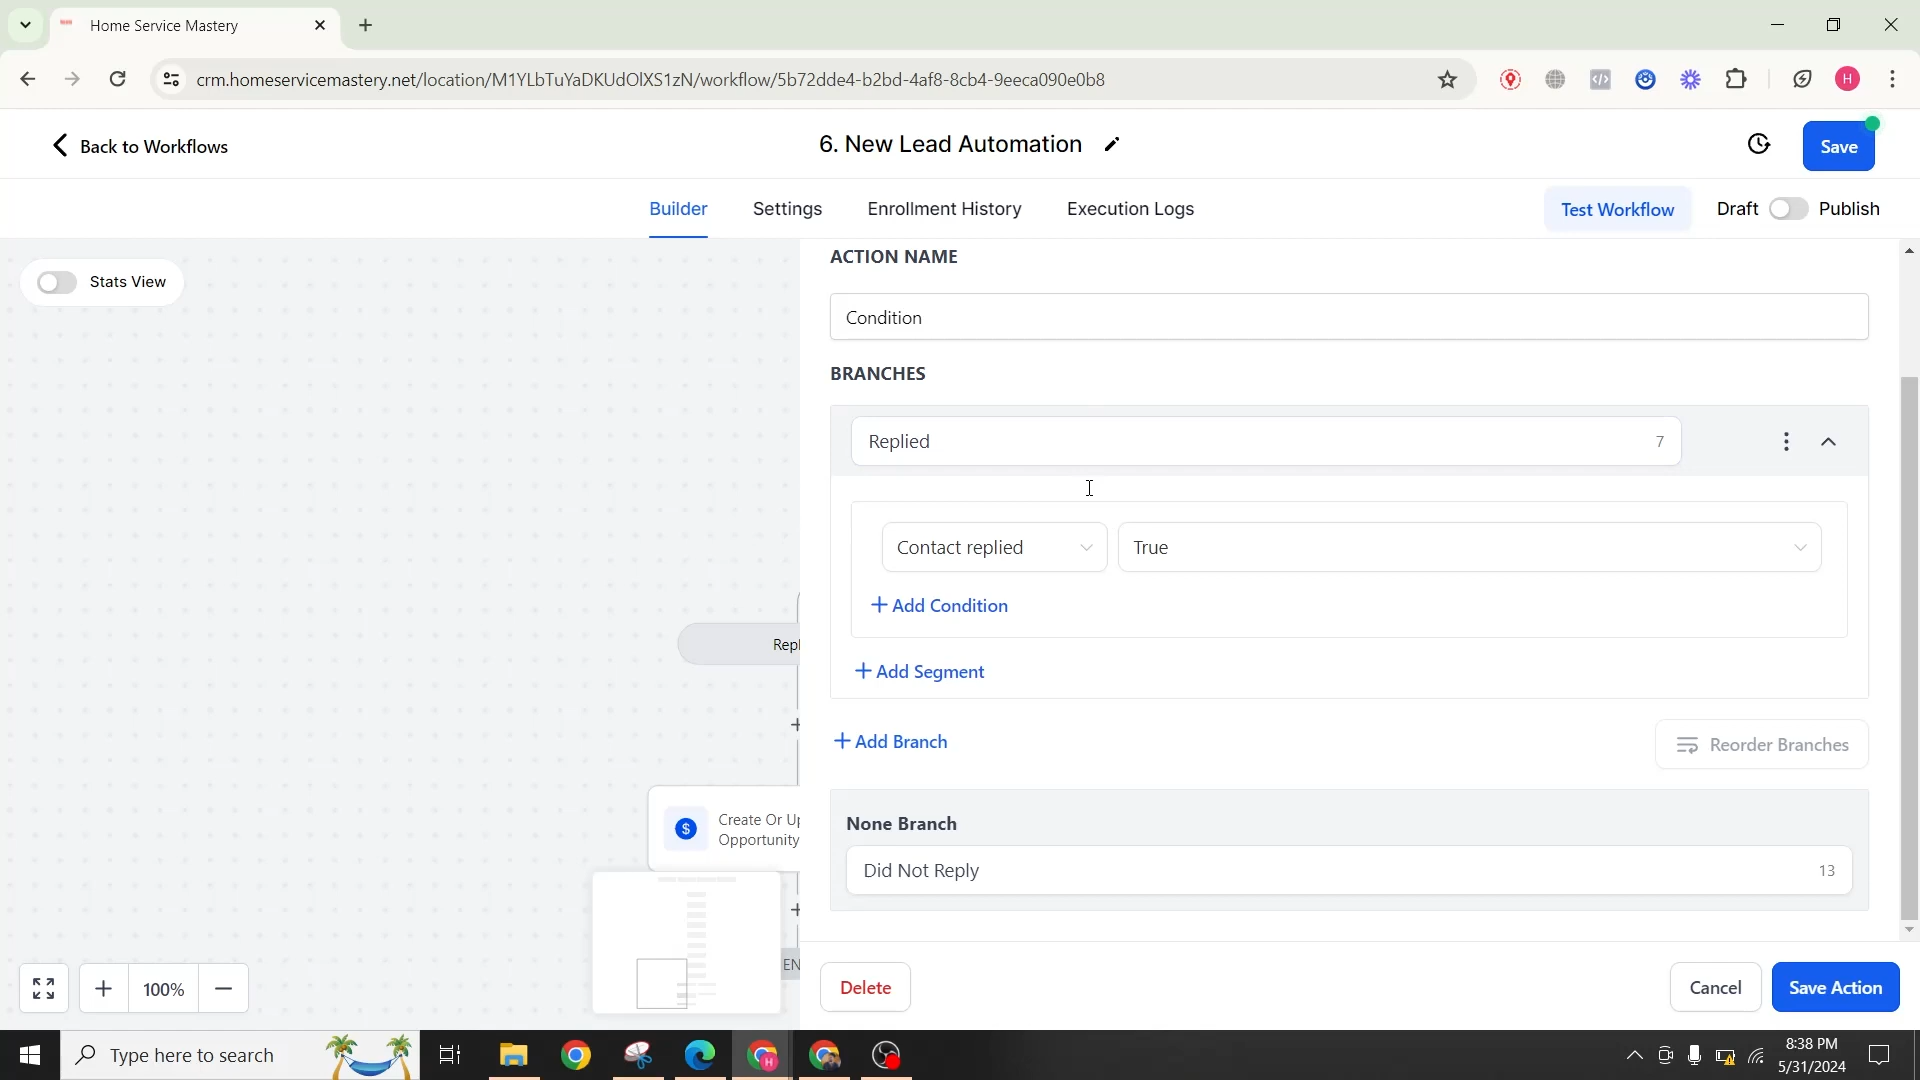 Home Service Mastery
crm.homeservicemastery.net/location/M1YLbTuYaDKUdOlXS1zN/workflow/5b72dde4-b2bd-4af8-8cb4-9eeca090e0b8
H
Back to Workflows
6. New Lead Automation
Save
Builder
Settings
Enrollment History
Execution Logs
Test Workflow
Draft
Publish
Stats View
ACTION NAME
Condition
BRANCHES
Replied
7
Contact replied
True
Add Condition
Repl
Add Segment
Add Branch
Reorder Branches
Create Or Up
Opportunity
None Branch
Did Not Reply
13
EN
100%
Delete
Cancel
Save Action
Type here to search
8:38 PM
5/31/2024